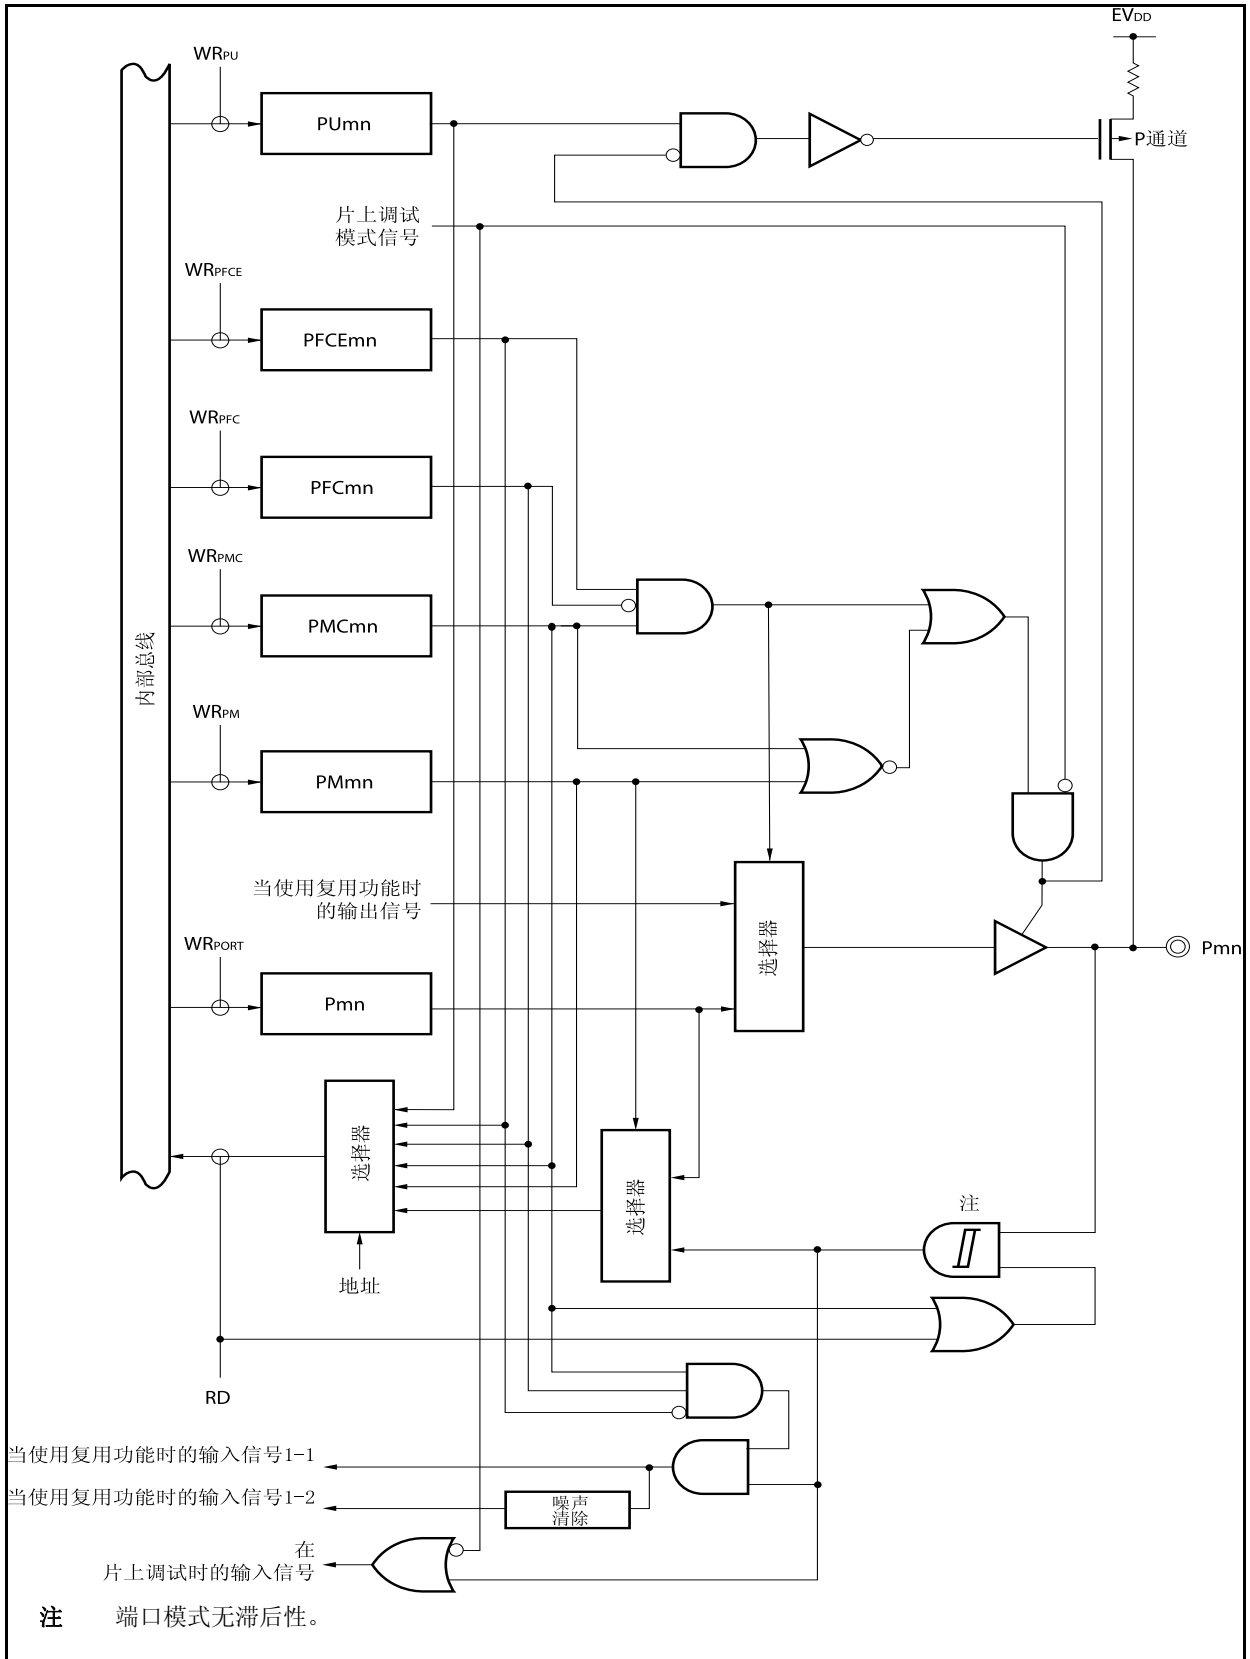 EVDD
WRPU
PUmn
P通道
片上调试
模式信号
WRPFCE
PFCEmn
WRPFC
PFCmn
WRPMC
PMCmn
内部总线
WRPM
PMmn
当使用复用功能时
的输出信号
选择器
WRPORT
Pmn
Pmn
选择器
选择器
注
地址
RD
当使用复用功能时的输入信号1-1
当使用复用功能时的输入信号1-2
噪声
清除
在
片上调试时的输入信号
注 端口模式无滞后性。